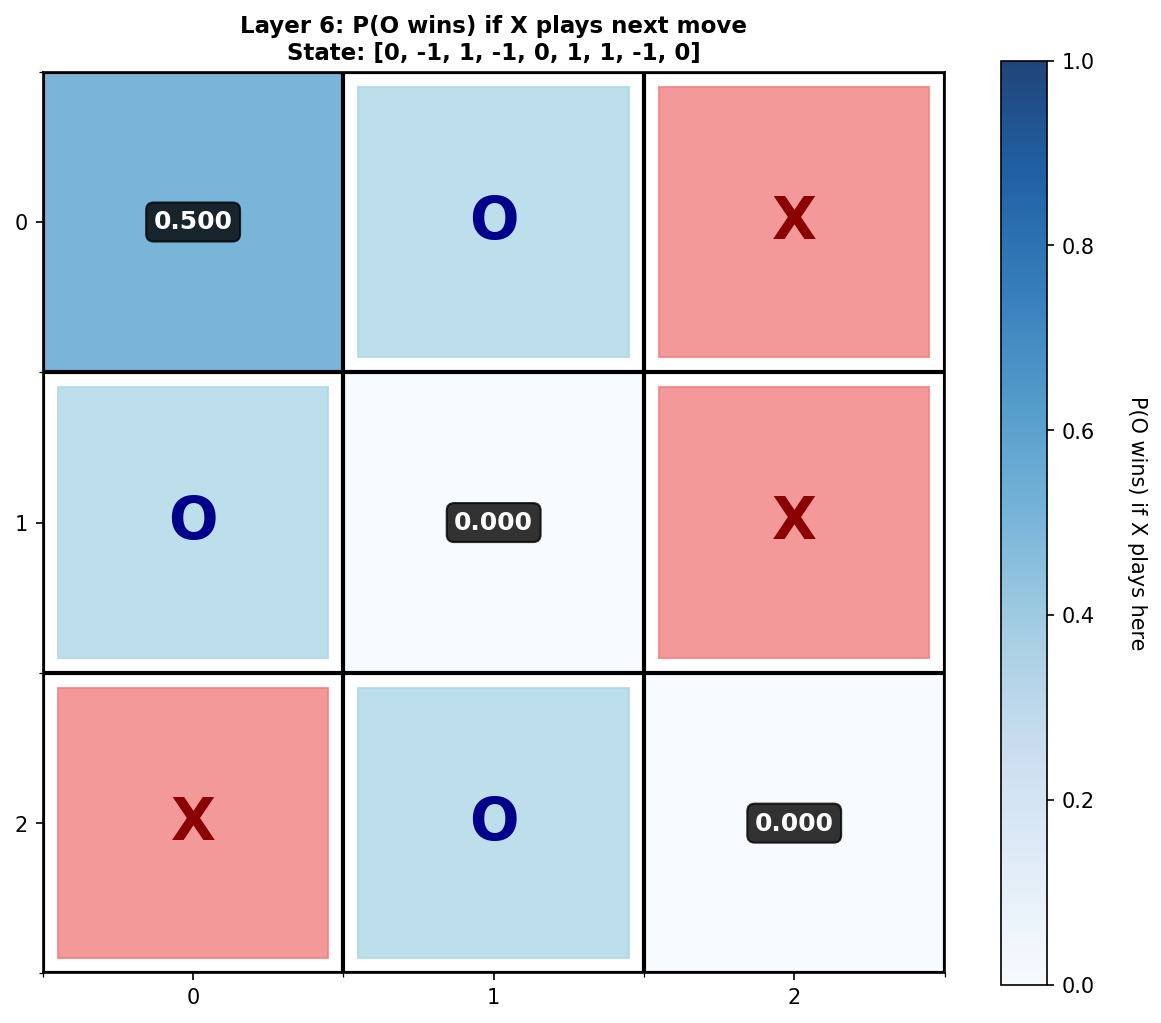 Layer 6: P(O wins) if X plays next move
State: [0, -1, 1, -1, 0, 1, 1, -1, 0]
0
0.500
O
X
1
O
0.000
X
2
X
O
0.000
0
1
2
1.0
0.8
0.6
0.4
0.2
0.0
P(O wins) if X plays here